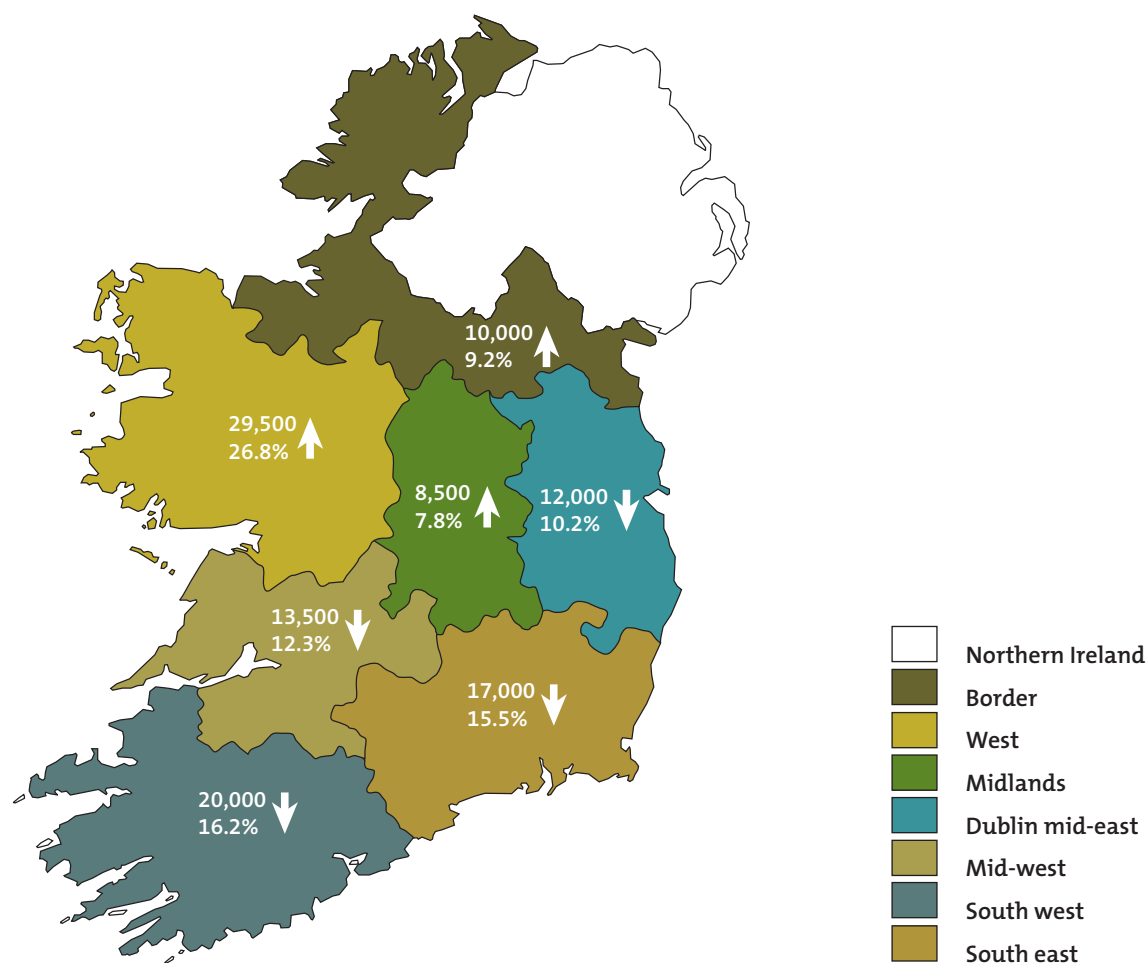 10,000
9.2%
29,500
26.8%
8,500
7.8%
12,000
10.2%
13,500
12.3%
17,000
15.5%
20,000
16.2%
Northern Ireland
Border
West
Midlands
Dublin mid-east
Mid-west
South west
South east